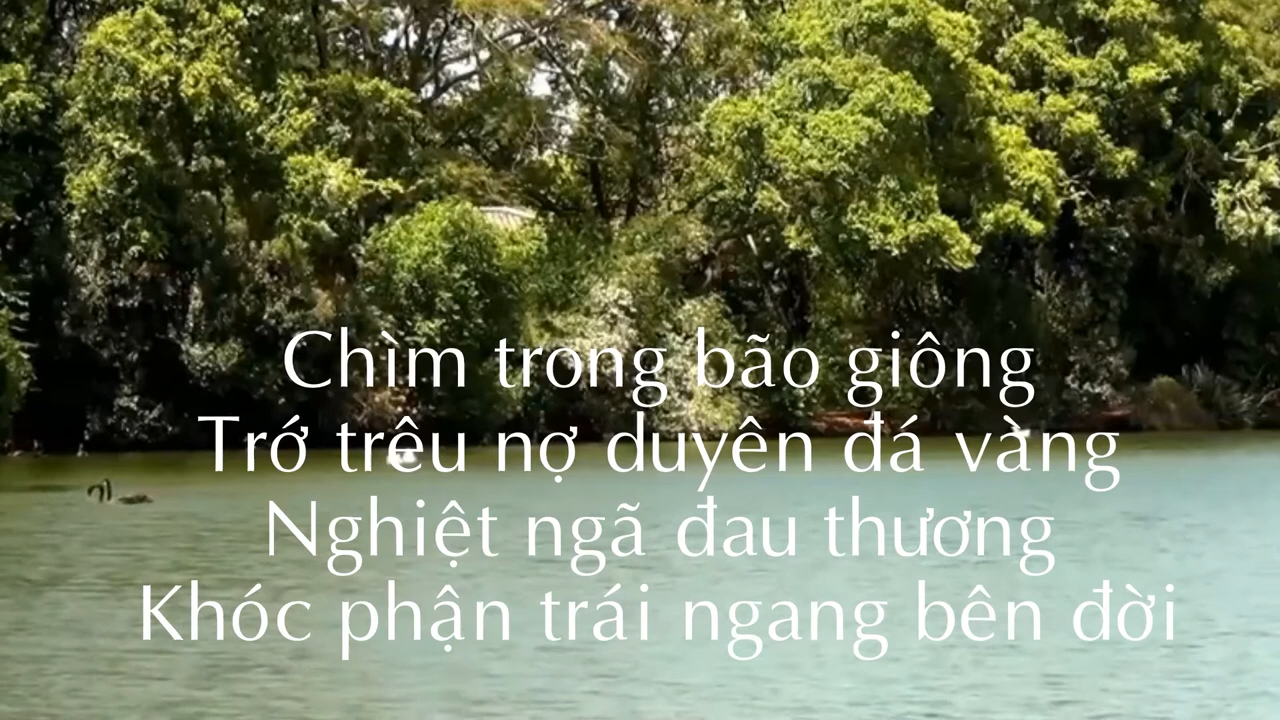 Chìm trong bão giông
Trớ trêu nợ duyên đá vàng
Nghiệt ngã đau thương
Khóc phận trái ngang bên đời